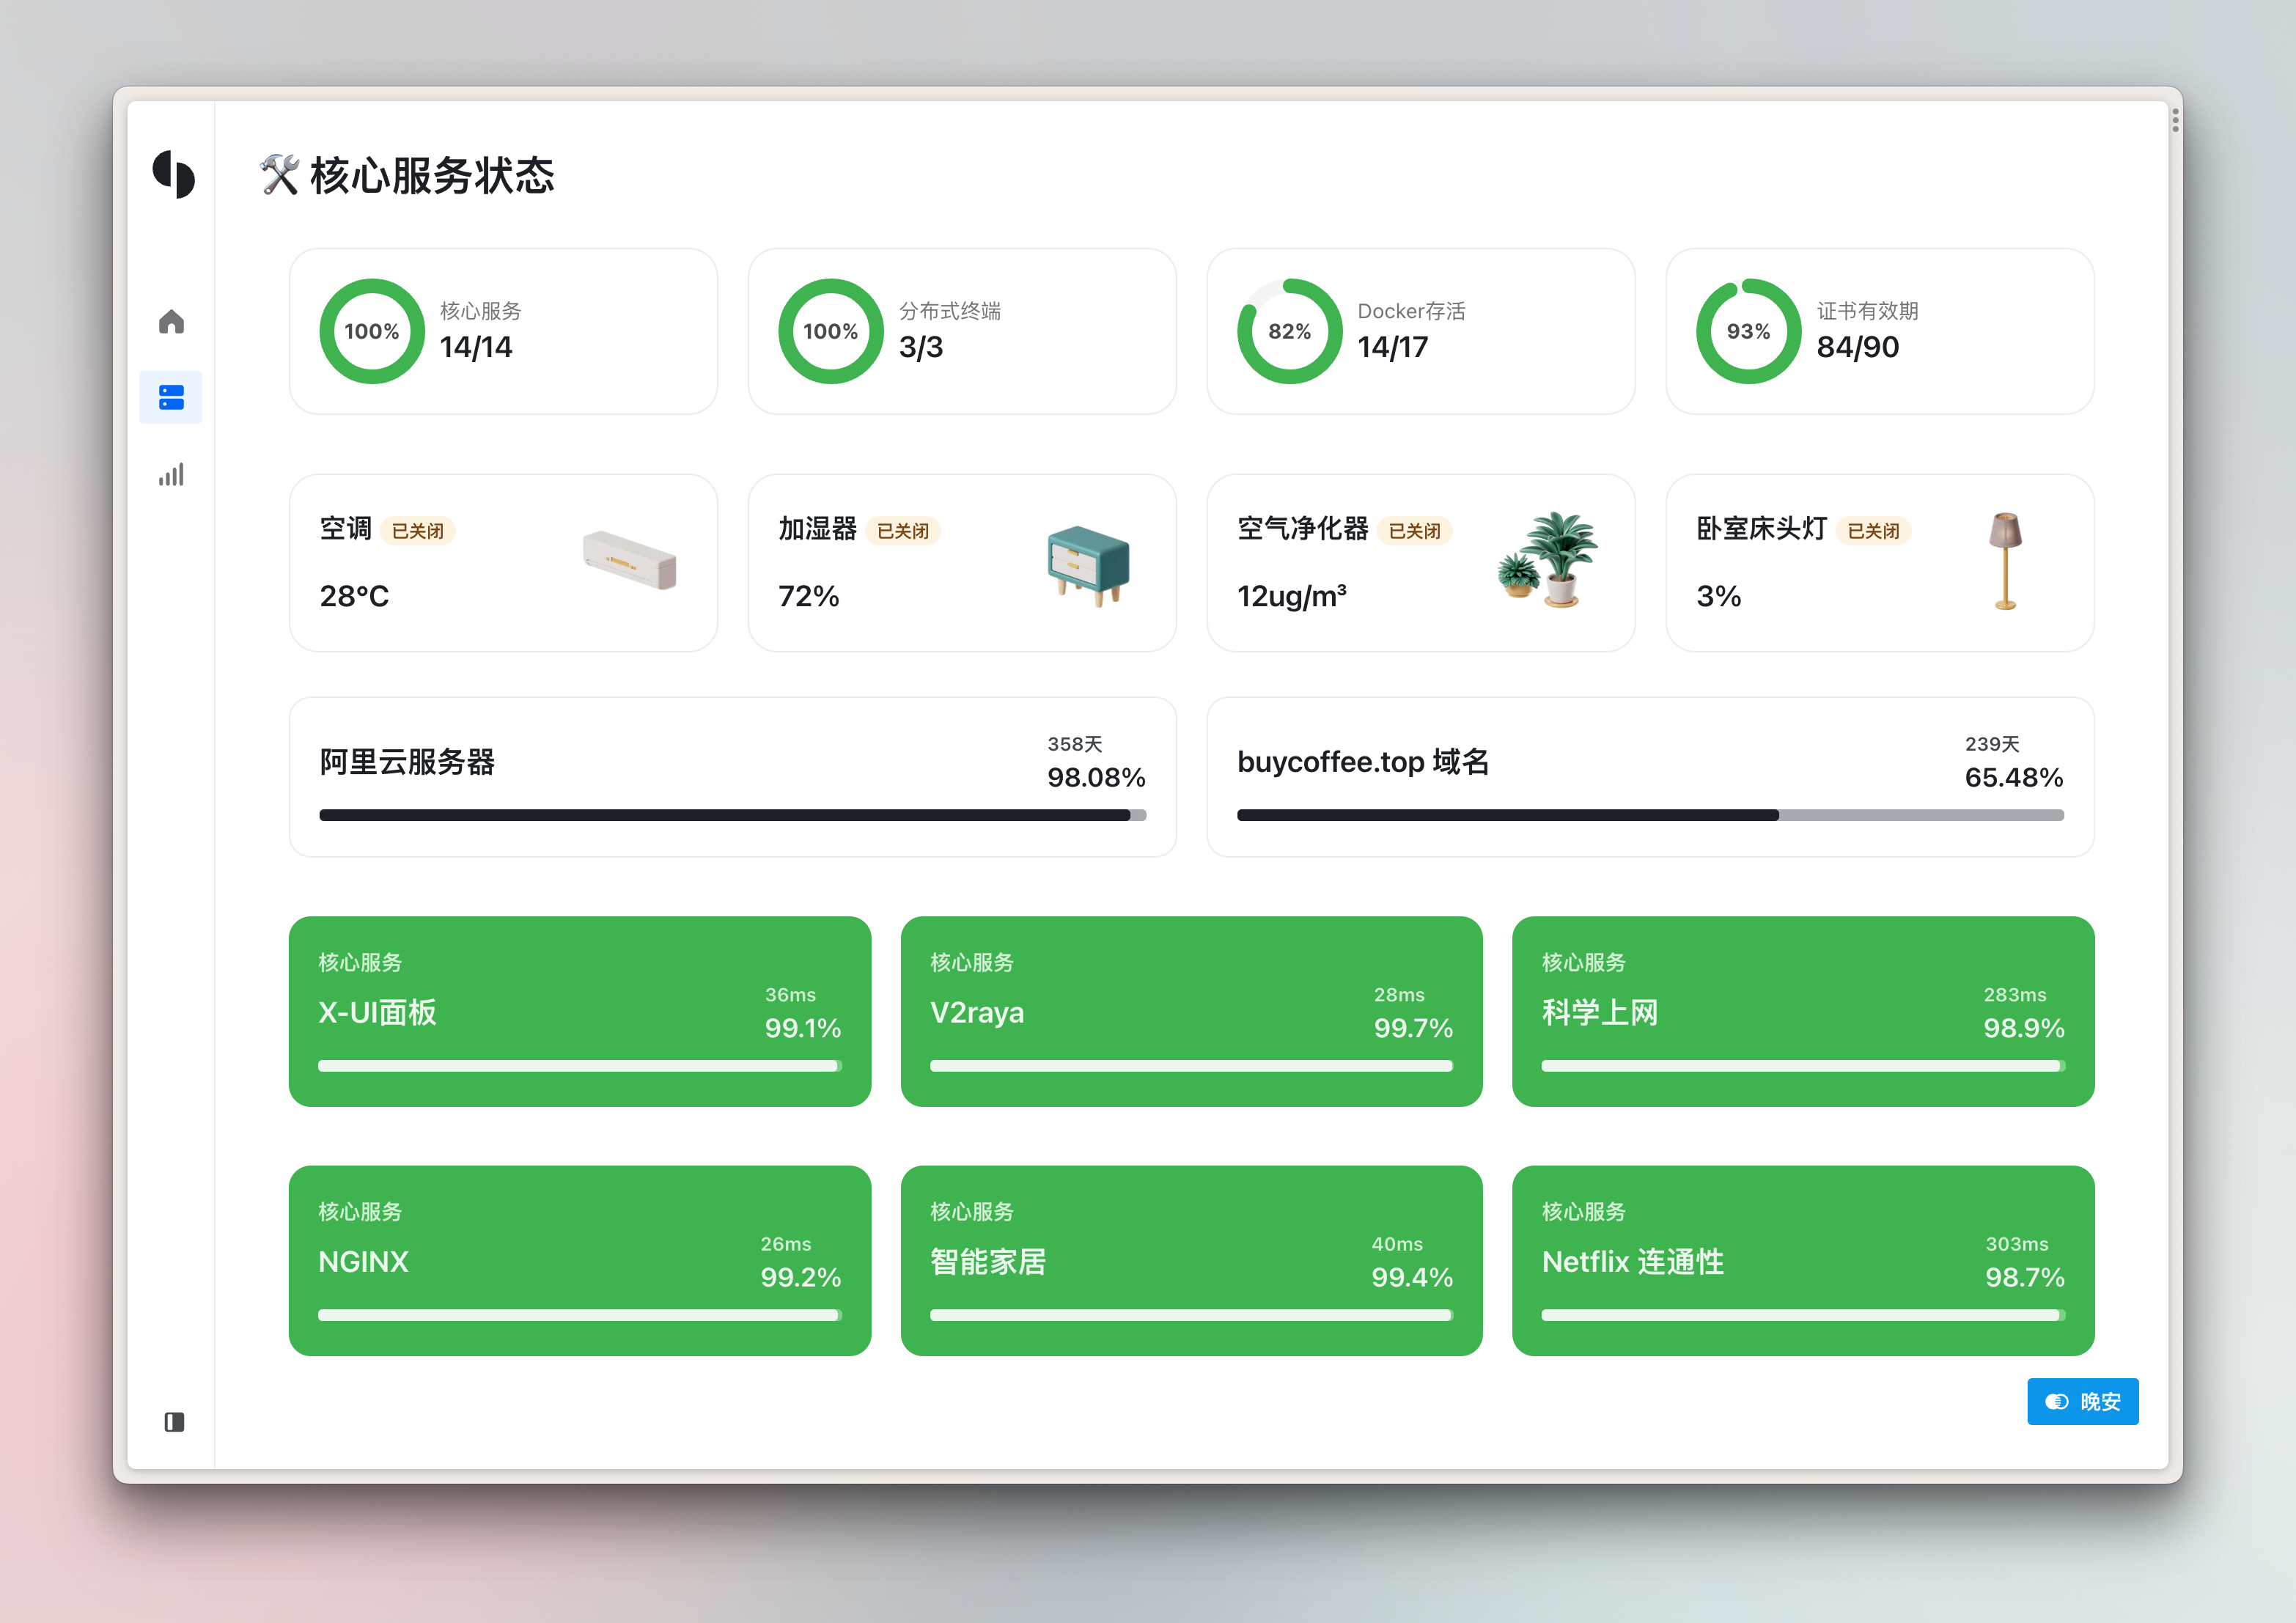 🛠 核心服务状态
100%
核心服务
14/14
100%
分布式终端
3/3
82%
Docker存活
14/17
93%
证书有效期
84/90
空调 已关闭
28°C
加湿器 已关闭
72%
空气净化器 已关闭
12ug/m³
卧室床头灯 已关闭
3%
阿里云服务器
358天
98.08%
buycoffee.top 域名
239天
65.48%
核心服务
X-UI面板
36ms
99.1%
核心服务
V2raya
28ms
99.7%
核心服务
科学上网
283ms
98.9%
核心服务
NGINX
26ms
99.2%
核心服务
智能家居
40ms
99.4%
核心服务
Netflix 连通性
303ms
98.7%
晚安